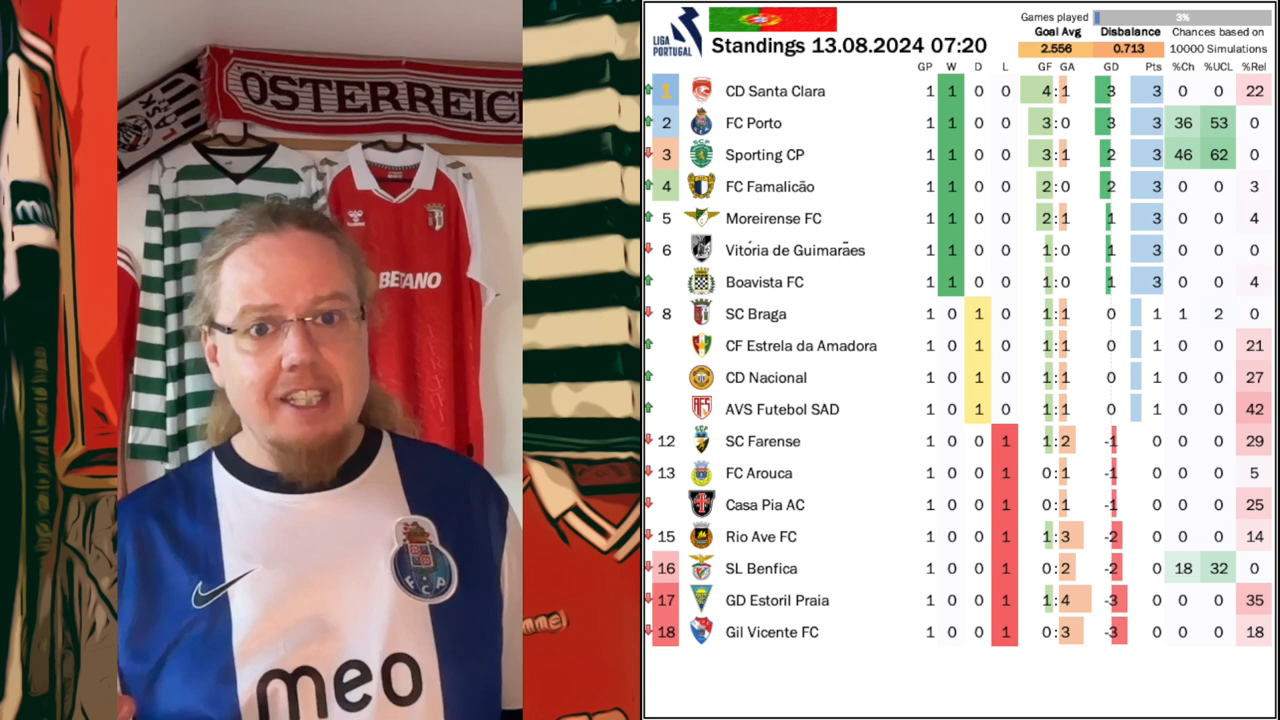 ÖSTERREICH
LASK
BETANO
FCP
meo
LIGA
PORTUGAL
Standings 13.08.2024 07:20
Games played 3%
Goal Avg Disbalance Chances based on
2.556 0.713 10000 Simulations
GP W D L GF GA GD Pts %Ch %UCL %Rel
1 CD Santa Clara 1 1 0 0 4:1 3 3 0 0 22
2 FC Porto 1 1 0 0 3:0 3 3 36 53 0
3 Sporting CP 1 1 0 0 3:1 2 3 46 62 0
4 FC Famalicão 1 1 0 0 2:0 2 3 0 0 3
5 Moreirense FC 1 1 0 0 2:1 1 3 0 0 4
6 Vitória de Guimarães 1 1 0 0 1:0 1 3 0 0 0
Boavista FC 1 1 0 0 1:0 1 3 0 0 4
8 SC Braga 1 0 1 0 1:1 0 1 1 2 0
CF Estrela da Amadora 1 0 1 0 1:1 0 1 0 0 21
CD Nacional 1 0 1 0 1:1 0 1 0 0 27
AVS Futebol SAD 1 0 1 0 1:1 0 1 0 0 42
12 SC Farense 1 0 0 1 1:2 -1 0 0 0 29
13 FC Arouca 1 0 0 1 0:1 -1 0 0 0 5
Casa Pia AC 1 0 0 1 0:1 -1 0 0 0 25
15 Rio Ave FC 1 0 0 1 1:3 -2 0 0 0 14
16 SL Benfica 1 0 0 1 0:2 -2 0 18 32 0
17 GD Estoril Praia 1 0 0 1 1:4 -3 0 0 0 35
18 Gil Vicente FC 1 0 0 1 0:3 -3 0 0 0 18